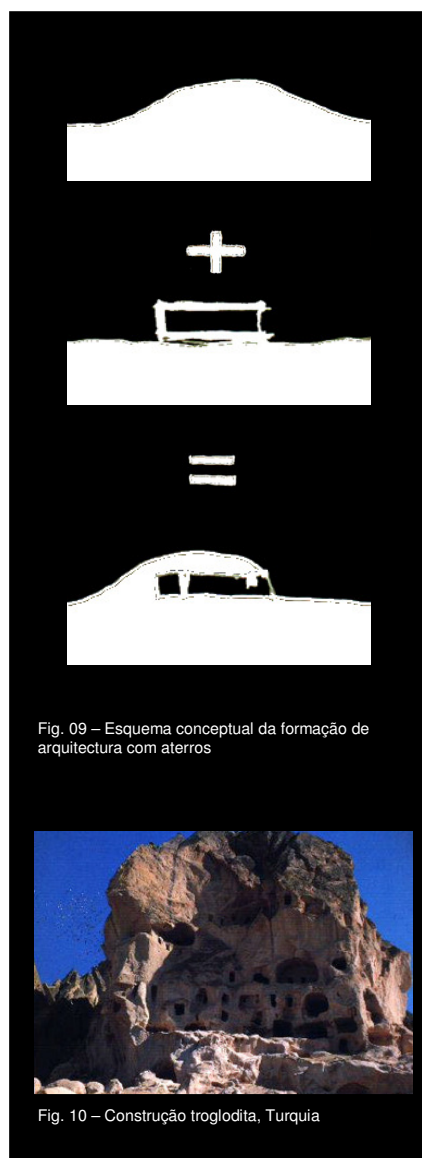 Fig. 09 – Esquema conceptual da formação de
arquitectura com aterros
Fig. 10 – Construção troglodita, Turquia